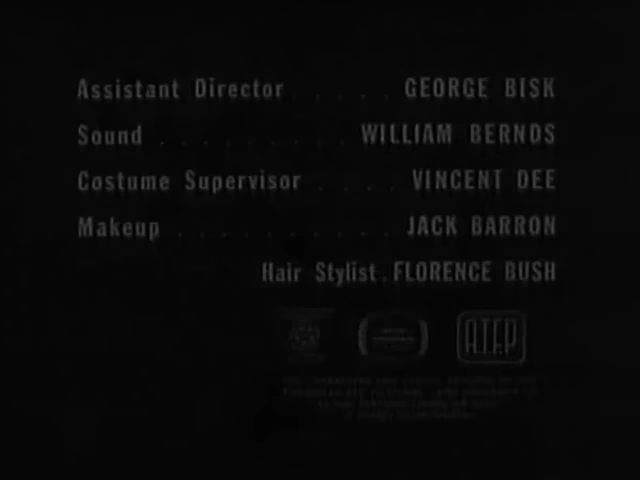 Assistant Director . . . . . GEORGE BISK
Sound . . . . . . . . . WILLIAM BERNDS
Costume Supervisor . . . . VINCENT DEE
Makeup . . . . . . . . . . JACK BARRON
Hair Stylist . FLORENCE BUSH
A.T.F.P